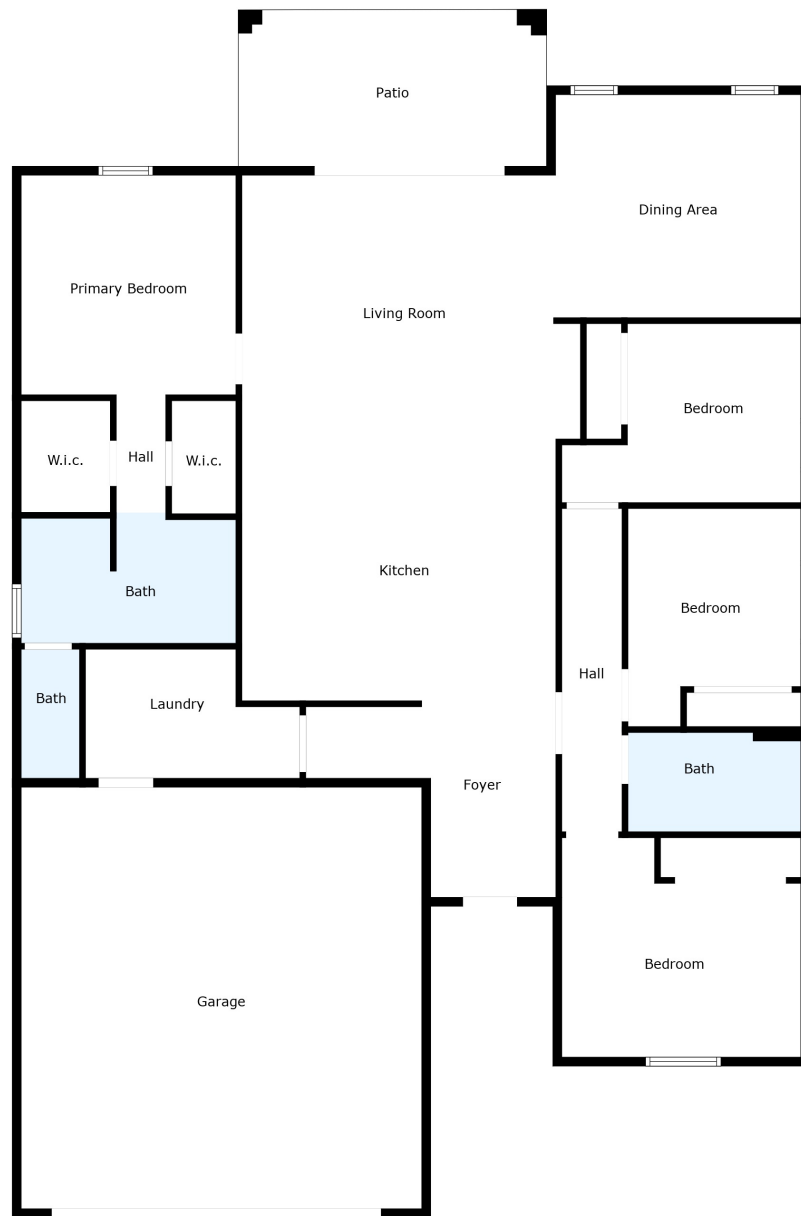 Patio
Dining Area
Primary Bedroom
Living Room
Bedroom
W.i.c.
Hall
W.i.c.
Kitchen
Bath
Bedroom
Hall
Bath
Laundry
Bath
Foyer
Bedroom
Garage